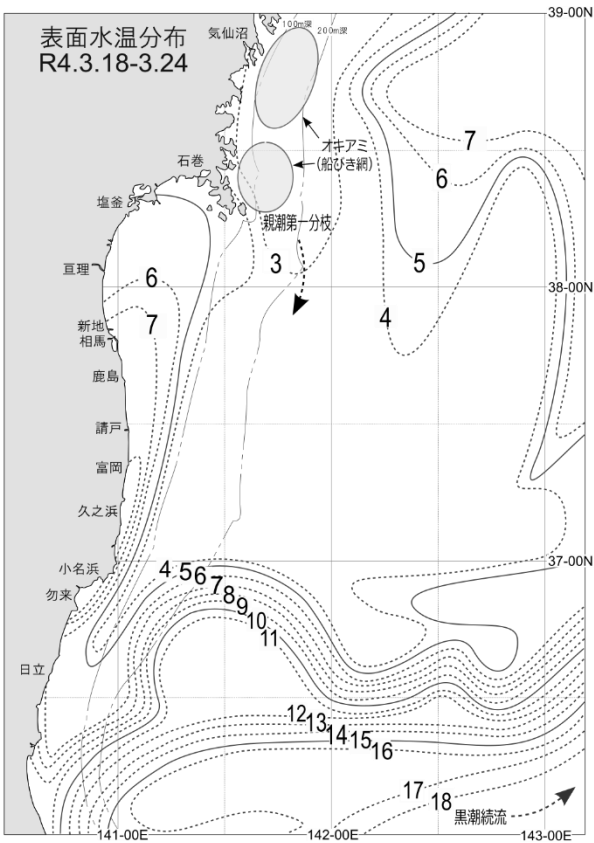 39-00N
表面水温分布
R4.3.18-3.24
気仙沼
100m深
200m深
7
オキアミ
(船びき網)
石巻
6
塩釜
親潮第一分枝
3
5
亘理
6
38-00N
4
新地
7
相馬
鹿島
請戸
富岡
久之浜
37-00N
小名浜
4
5
6
7
8
9
10
11
勿来
日立
12
13
14
15
16
17
18
黒潮続流
141-00E
142-00E
143-00E